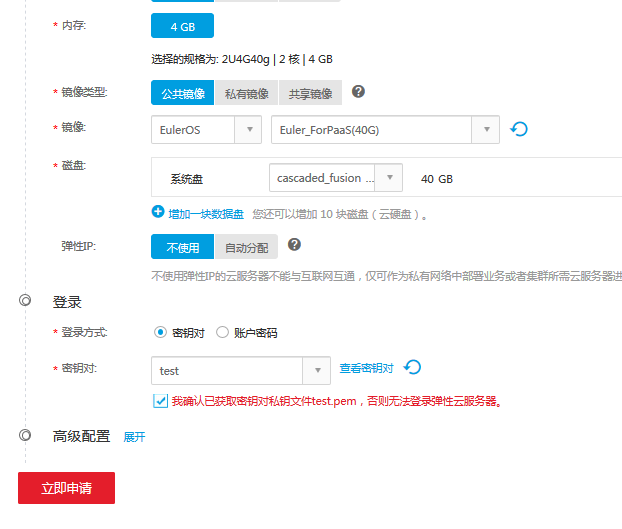 * 内存: 4 GB
选择的规格为: 2U4G40g | 2 核 | 4 GB
* 镜像类型: 公共镜像 私有镜像 共享镜像
* 镜像: EulerOS Euler_ForPaaS(40G)
* 磁盘: 系统盘 cascaded_fusion ... 40 GB
增加一块数据盘 您还可以增加 10 块磁盘（云硬盘）。
弹性IP: 不使用 自动分配
不使用弹性IP的云服务器不能与互联网互通，仅可作为私有网络中部署业务或者集群所需云服务器进
登录
* 登录方式: 密钥对 账户密码
* 密钥对: test 查看密钥对
我确认已获取密钥对私钥文件test.pem，否则无法登录弹性云服务器。
高级配置 展开
立即申请